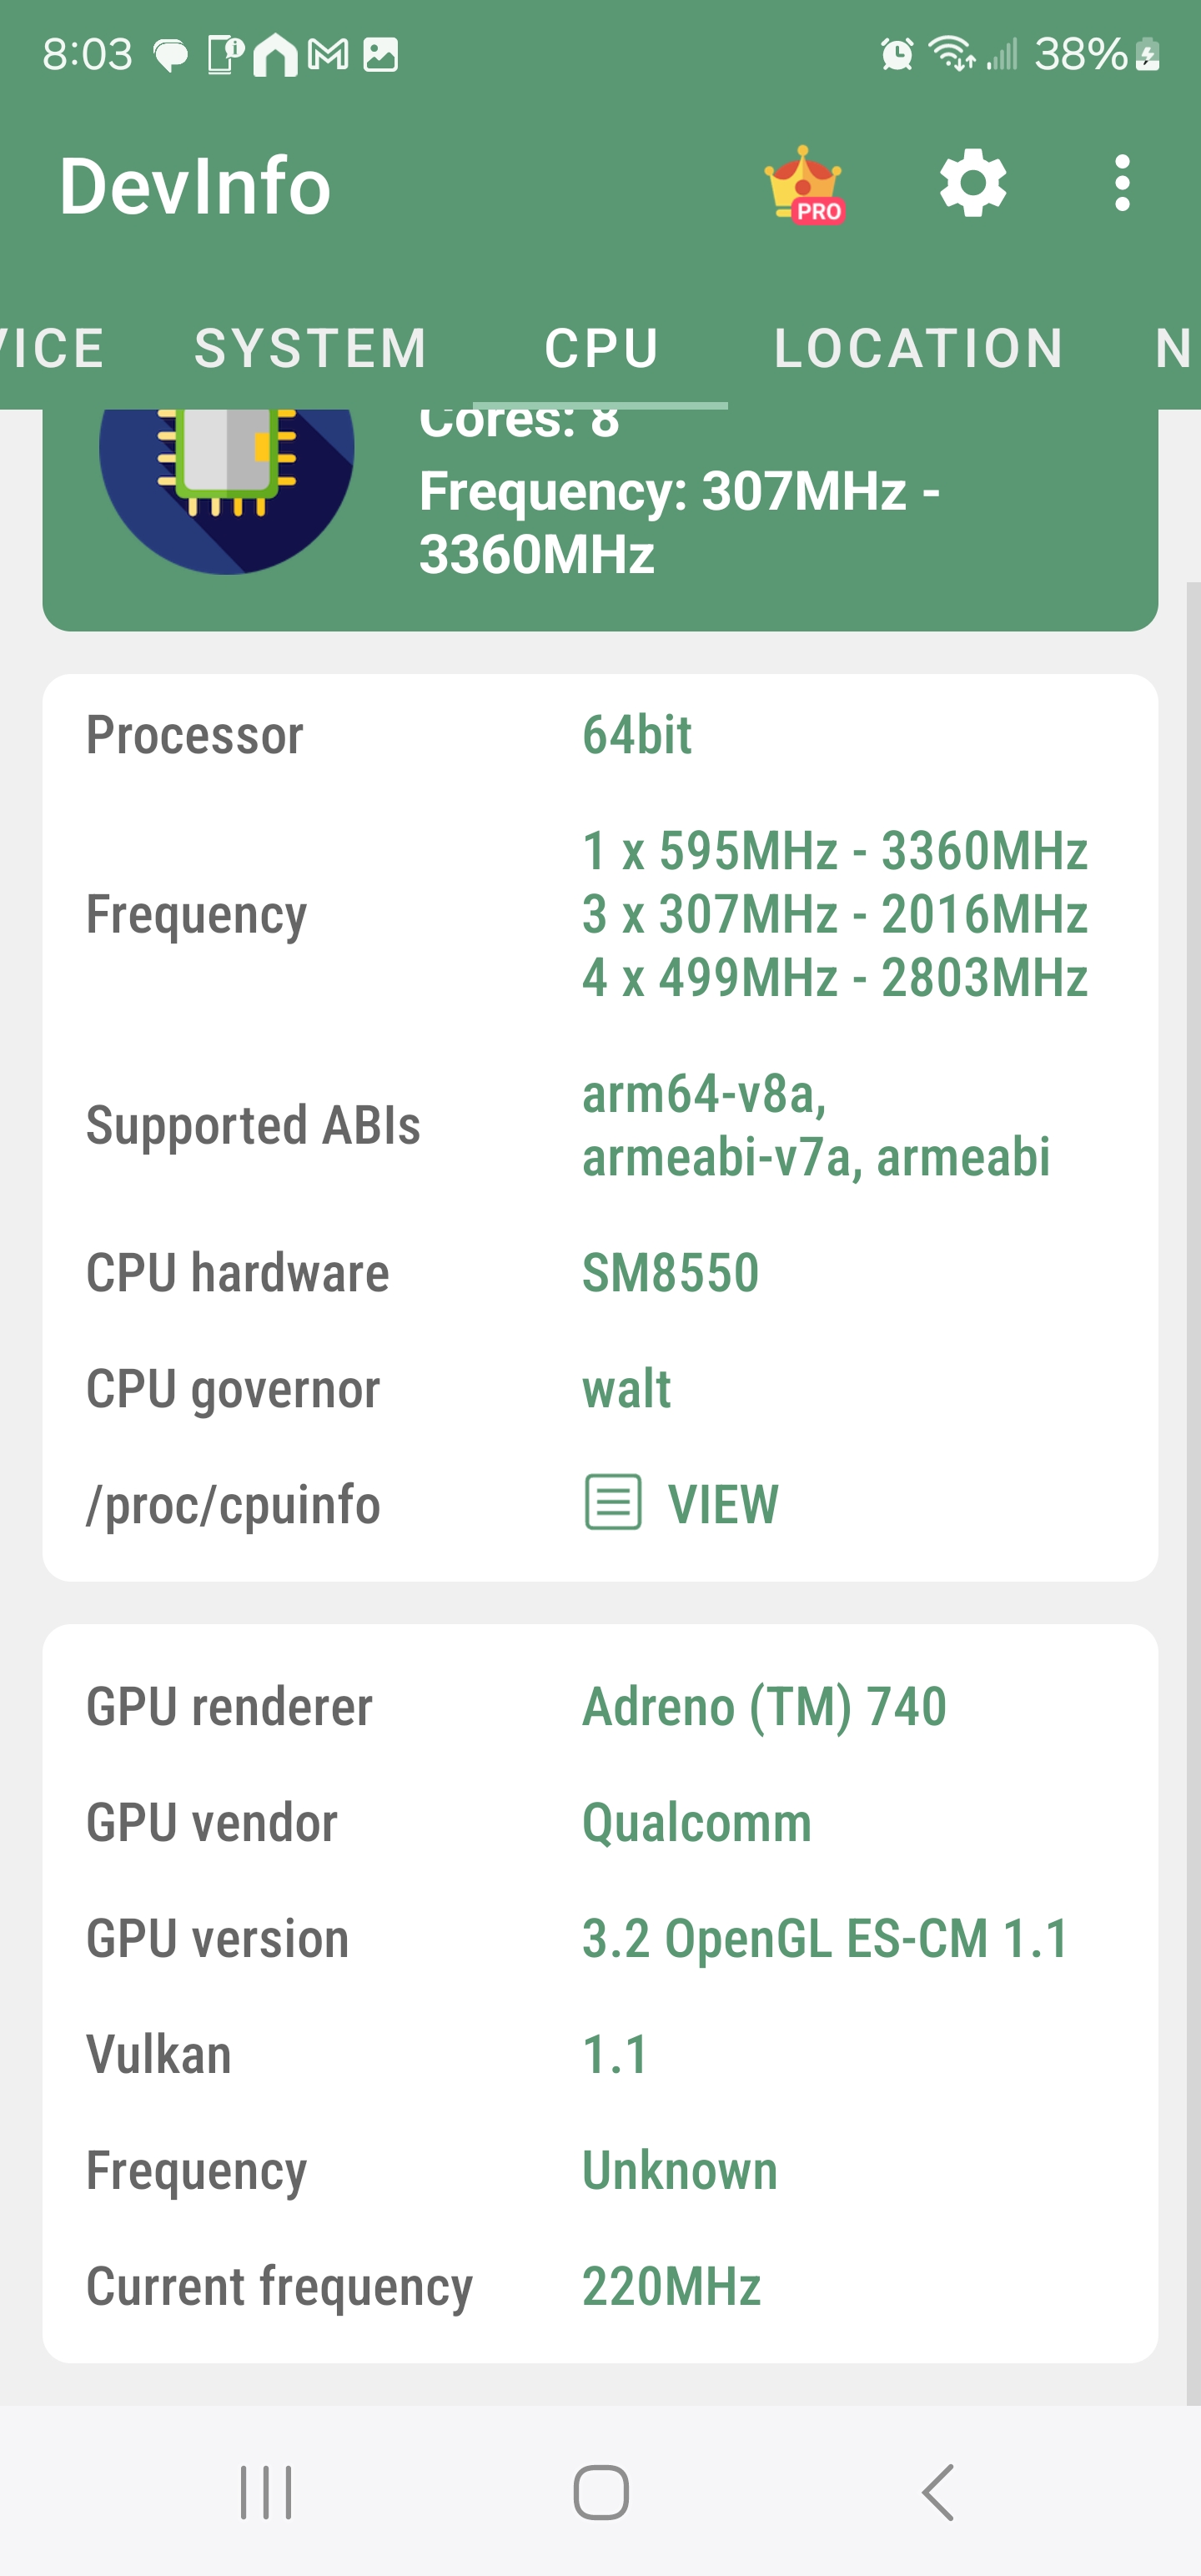 8:03
38%
DevInfo
PRO
VICE SYSTEM CPU LOCATION N
Cores: 8
Frequency: 307MHz -
3360MHz
Processor 64bit
Frequency
1 x 595MHz - 3360MHz
3 x 307MHz - 2016MHz
4 x 499MHz - 2803MHz
Supported ABIs
arm64-v8a,
armeabi-v7a, armeabi
CPU hardware SM8550
CPU governor walt
/proc/cpuinfo VIEW
GPU renderer Adreno (TM) 740
GPU vendor Qualcomm
GPU version 3.2 OpenGL ES-CM 1.1
Vulkan 1.1
Frequency Unknown
Current frequency 220MHz